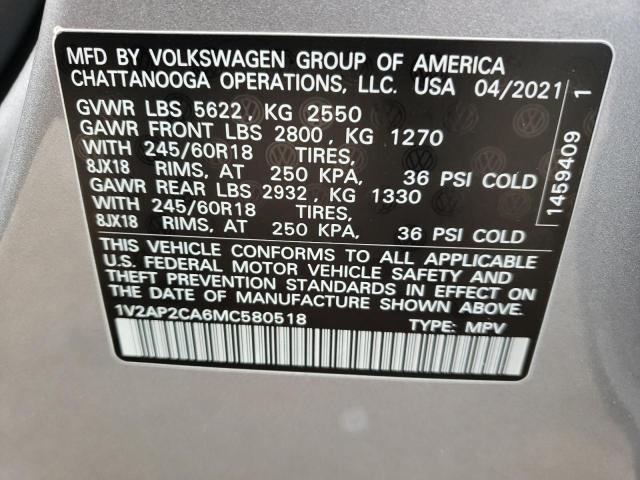 MFD BY VOLKSWAGEN GROUP OF AMERICA
CHATTANOOGA OPERATIONS, LLC. USA 04/2021
GVWR LBS 5622, KG 2550
GAWR FRONT LBS 2800, KG 1270
WITH 245/60R18 TIRES,
8JX18 RIMS, AT 250 KPA, 36 PSI COLD
GAWR REAR LBS 2932, KG 1330
WITH 245/60R18 TIRES,
8JX18 RIMS, AT 250 KPA, 36 PSI COLD
THIS VEHICLE CONFORMS TO ALL APPLICABLE
U.S. FEDERAL MOTOR VEHICLE SAFETY AND
THEFT PREVENTION STANDARDS IN EFFECT ON
THE DATE OF MANUFACTURE SHOWN ABOVE.
1V2AP2CA6MC580518 TYPE: MPV
1459409 1